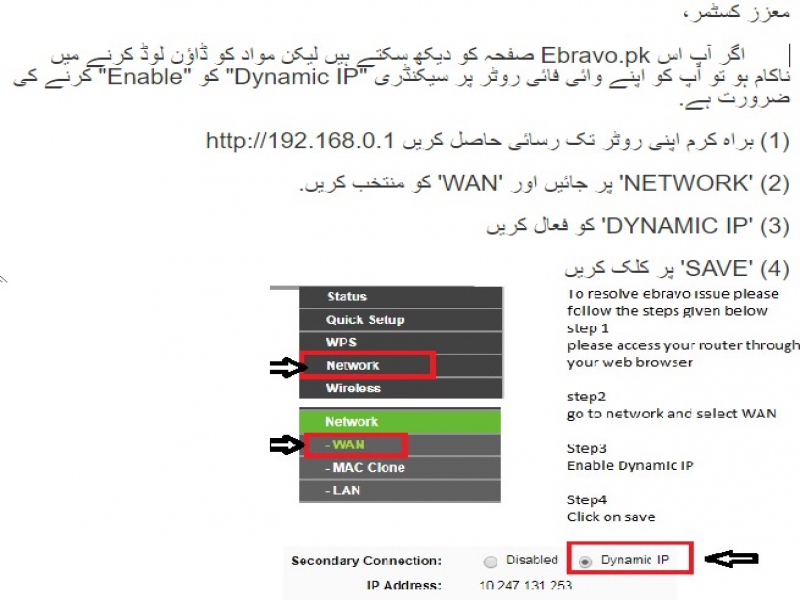 معزز کسٹمر،
اگر آپ اس Ebravo.pk صفحہ کو دیکھ سکتے ہیں لیکن مواد کو ڈاؤن لوڈ کرنے میں
ناکام ہو تو آپ کو اپنے وائی فائی روٹر پر سیکنڈری "Dynamic IP" کو "Enable" کرنے کی
ضرورت ہے.
(1) براہ کرم اپنی روٹر تک رسائی حاصل کریں http://192.168.0.1
(2) 'NETWORK' پر جائیں اور 'WAN' کو منتخب کریں.
(3) 'DYNAMIC IP' کو فعال کریں
(4) 'SAVE' پر کلک کریں
Status
Quick Setup
WPS
Network
Wireless
Network
- WAN
- MAC Clone
- LAN
To resolve ebravo issue please
follow the steps given below
step 1
please access your router through
your web browser
step2
go to network and select WAN
Step3
Enable Dynamic IP
Step4
Click on save
Secondary Connection: Disabled Dynamic IP
IP Address: 10.247.131.253